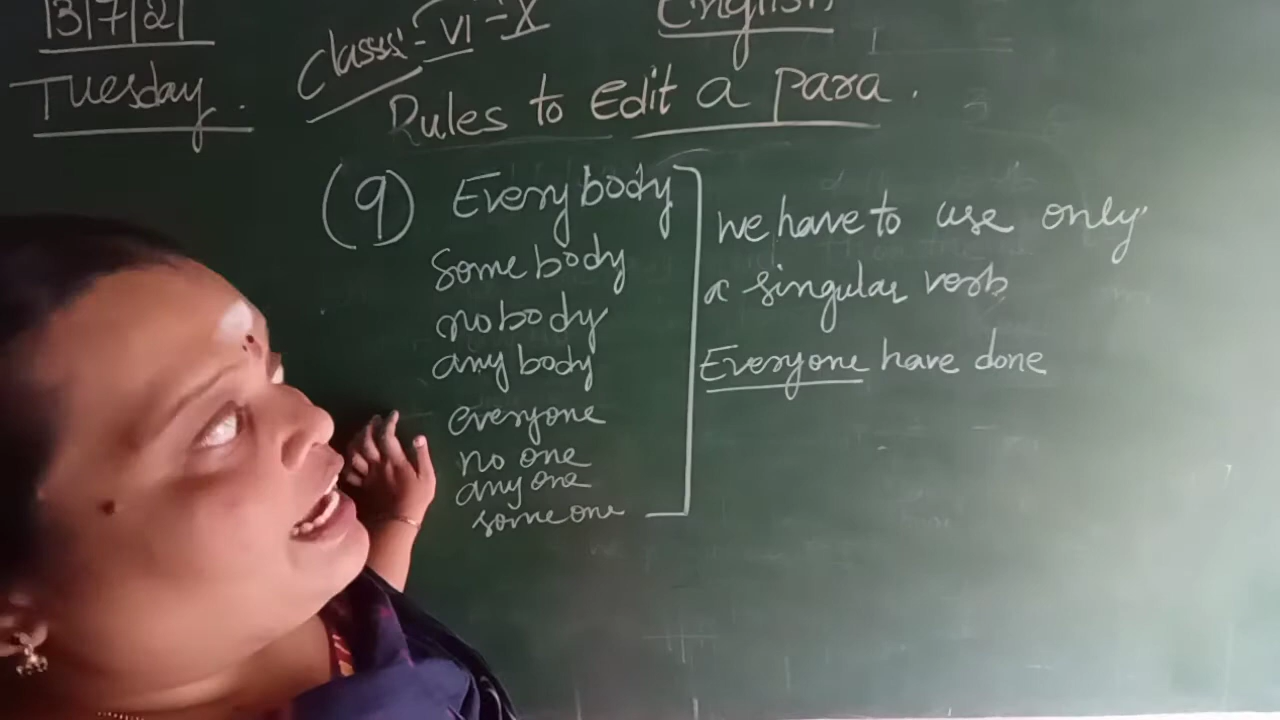 13/7/21
Tuesday.
Classes:- VI - X
English
Rules to Edit a para.
(9) Everybody
somebody
nobody
anybody
everyone
no one
anyone
someone
we have to use only
a singular verb
Everyone have done